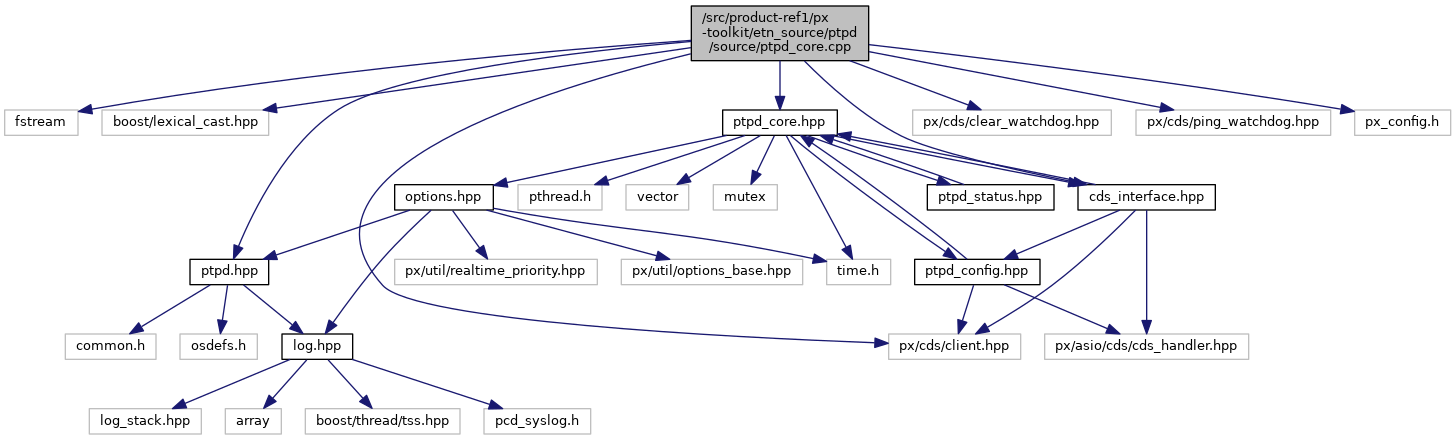 /src/product-ref1/px
-toolkit/etn_source/ptpd
/source/ptpd_core.cpp
fstream
boost/lexical_cast.hpp
ptpd_core.hpp
px/cds/clear_watchdog.hpp
px/cds/ping_watchdog.hpp
px_config.h
options.hpp
pthread.h
vector
mutex
ptpd_status.hpp
cds_interface.hpp
ptpd.hpp
px/util/realtime_priority.hpp
px/util/options_base.hpp
time.h
ptpd_config.hpp
common.h
osdefs.h
log.hpp
px/cds/client.hpp
px/asio/cds/cds_handler.hpp
log_stack.hpp
array
boost/thread/tss.hpp
pcd_syslog.h